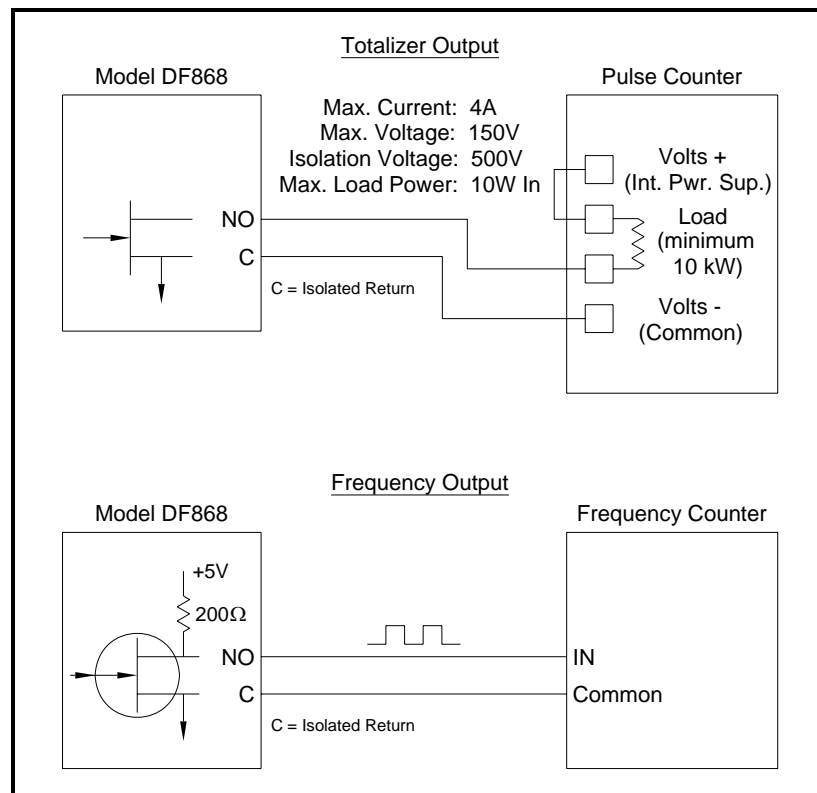 Totalizer Output
Model DF868
Pulse Counter
Max. Current: 4A
Max. Voltage: 150V
Isolation Voltage: 500V
Max. Load Power: 10W In
NO
C
C = Isolated Return
Volts +
(Int. Pwr. Sup.)
Load
(minimum
10 kW)
Volts -
(Common)
Frequency Output
Model DF868
Frequency Counter
+5V
200Ω
NO
C
C = Isolated Return
IN
Common